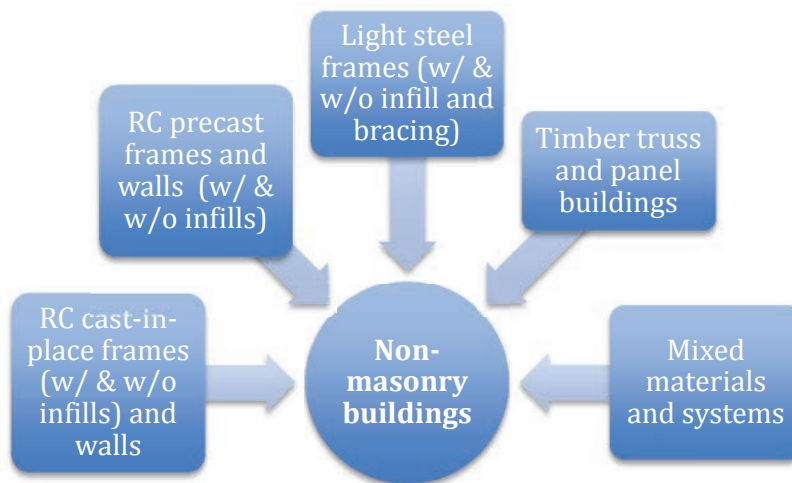 Light steel
frames (w/ &
w/o infill and
bracing)
RC precast
frames and
walls (w/ &
w/o infills)
Timber truss
and panel
buildings
RC cast-in-
place frames
(w/ & w/o
infills) and
walls
Non-
masonry
buildings
Mixed
materials
and systems